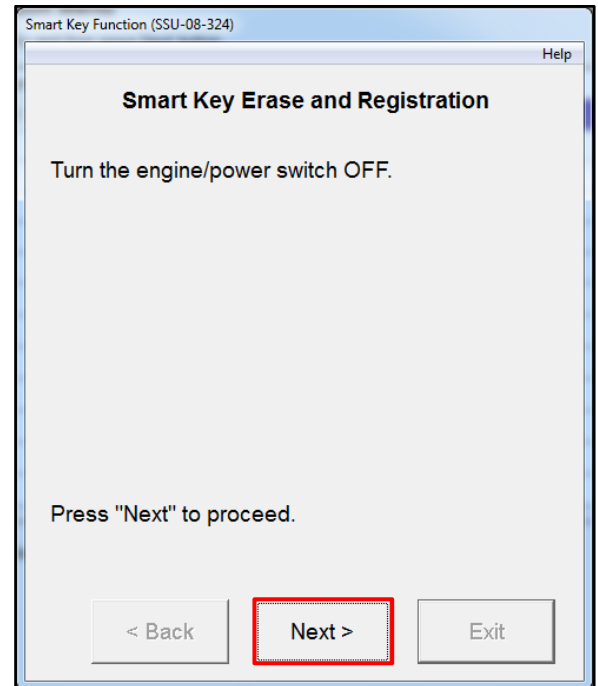 Smart Key Function (SSU-08-324)
Help
Smart Key Erase and Registration
Turn the engine/power switch OFF.
Press "Next" to proceed.
< Back Next > Exit